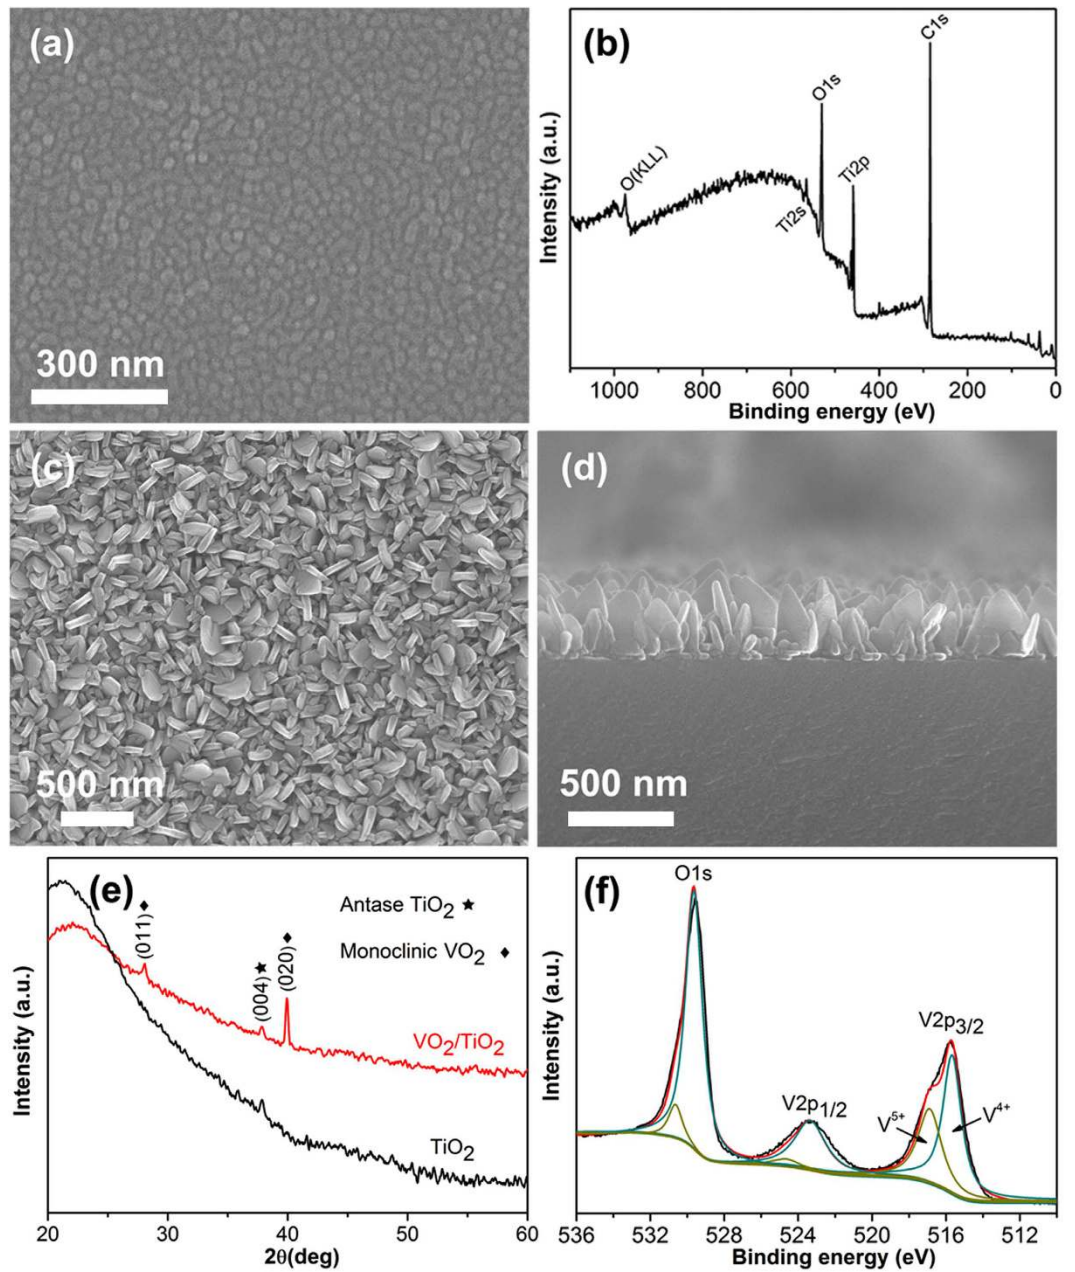 (a)
300 nm
(b)
O(KLL)
Ti2s
O1s
Ti2p
C1s
Intensity (a.u.)
1000 800 600 400 200 0
Binding energy (eV)
(c)
500 nm
(d)
500 nm
(e)
(011)♦
(004)★
(020)♦
Antase TiO2 ★
Monoclinic VO2 ♦
VO2/TiO2
TiO2
Intensity (a.u.)
20 30 40 50 60
2θ(deg)
(f)
O1s
V2p1/2
V2p3/2
V5+
V4+
Intensity (a.u.)
536 532 528 524 520 516 512
Binding energy (eV)